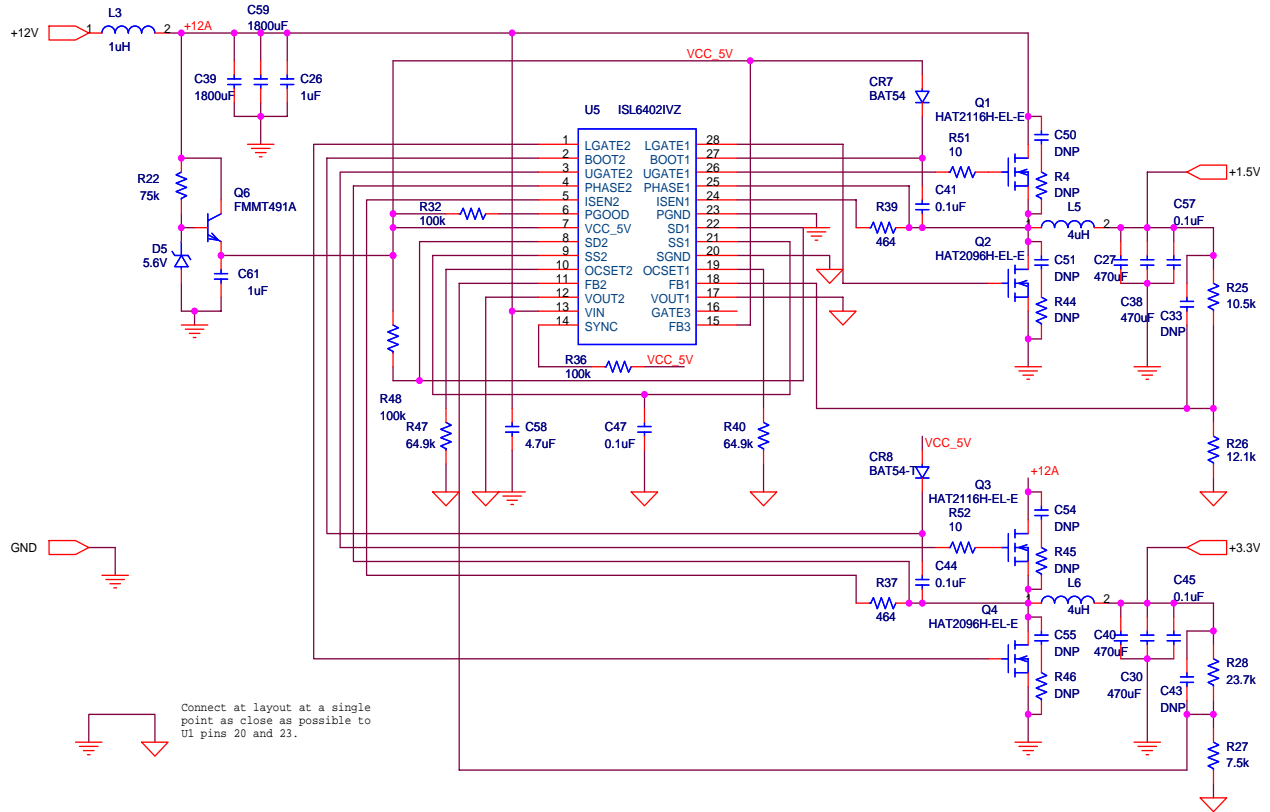 +12V
L3
1
2
1uH
+12A
C59
1800uF
C39
1800uF
C26
1uF
R22
75k
Q6
FMMT491A
D5
5.6V
C61
1uF
VCC_5V
CR7
BAT54
U5 ISL6402IVZ
1 LGATE2
2 BOOT2
3 UGATE2
4 PHASE2
5 ISEN2
6 PGOOD
7 VCC_5V
8 SD2
9 SS2
10 OCSET2
11 FB2
12 VOUT2
13 VIN
14 SYNC
LGATE1 28
BOOT1 27
UGATE1 26
PHASE1 25
ISEN1 24
PGND 23
SD1 22
SS1 21
SGND 20
OCSET1 19
FB1 18
VOUT1 17
GATE3 16
FB3 15
R32
100k
R36
100k
VCC_5V
R48
100k
R47
64.9k
C58
4.7uF
C47
0.1uF
R40
64.9k
Q1
HAT2116H-EL-E
R51
10
C50
DNP
R4
DNP
C41
0.1uF
R39
464
Q2
HAT2096H-EL-E
1
L5
2
4uH
C51
DNP
R44
DNP
+1.5V
C57
0.1uF
C27
470uF
C38
470uF
C33
DNP
R25
10.5k
R26
12.1k
VCC_5V
CR8
BAT54-T
+12A
Q3
HAT2116H-EL-E
R52
10
C54
DNP
R45
DNP
C44
0.1uF
R37
464
Q4
HAT2096H-EL-E
1
L6
2
4uH
C55
DNP
R46
DNP
+3.3V
C45
0.1uF
C40
470uF
C30
470uF
C43
DNP
R28
23.7k
R27
7.5k
GND
Connect at layout at a single
point as close as possible to
U1 pins 20 and 23.